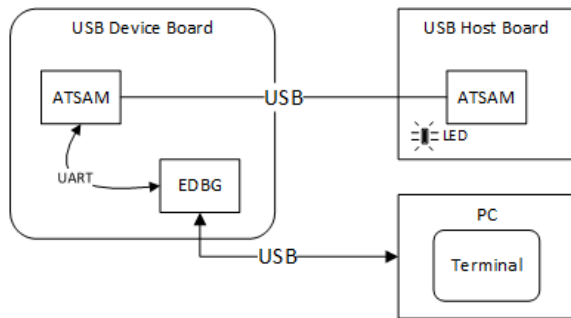 USB Device Board
USB Host Board
ATSAM
USB
ATSAM
LED
UART
EDBG
PC
USB
Terminal